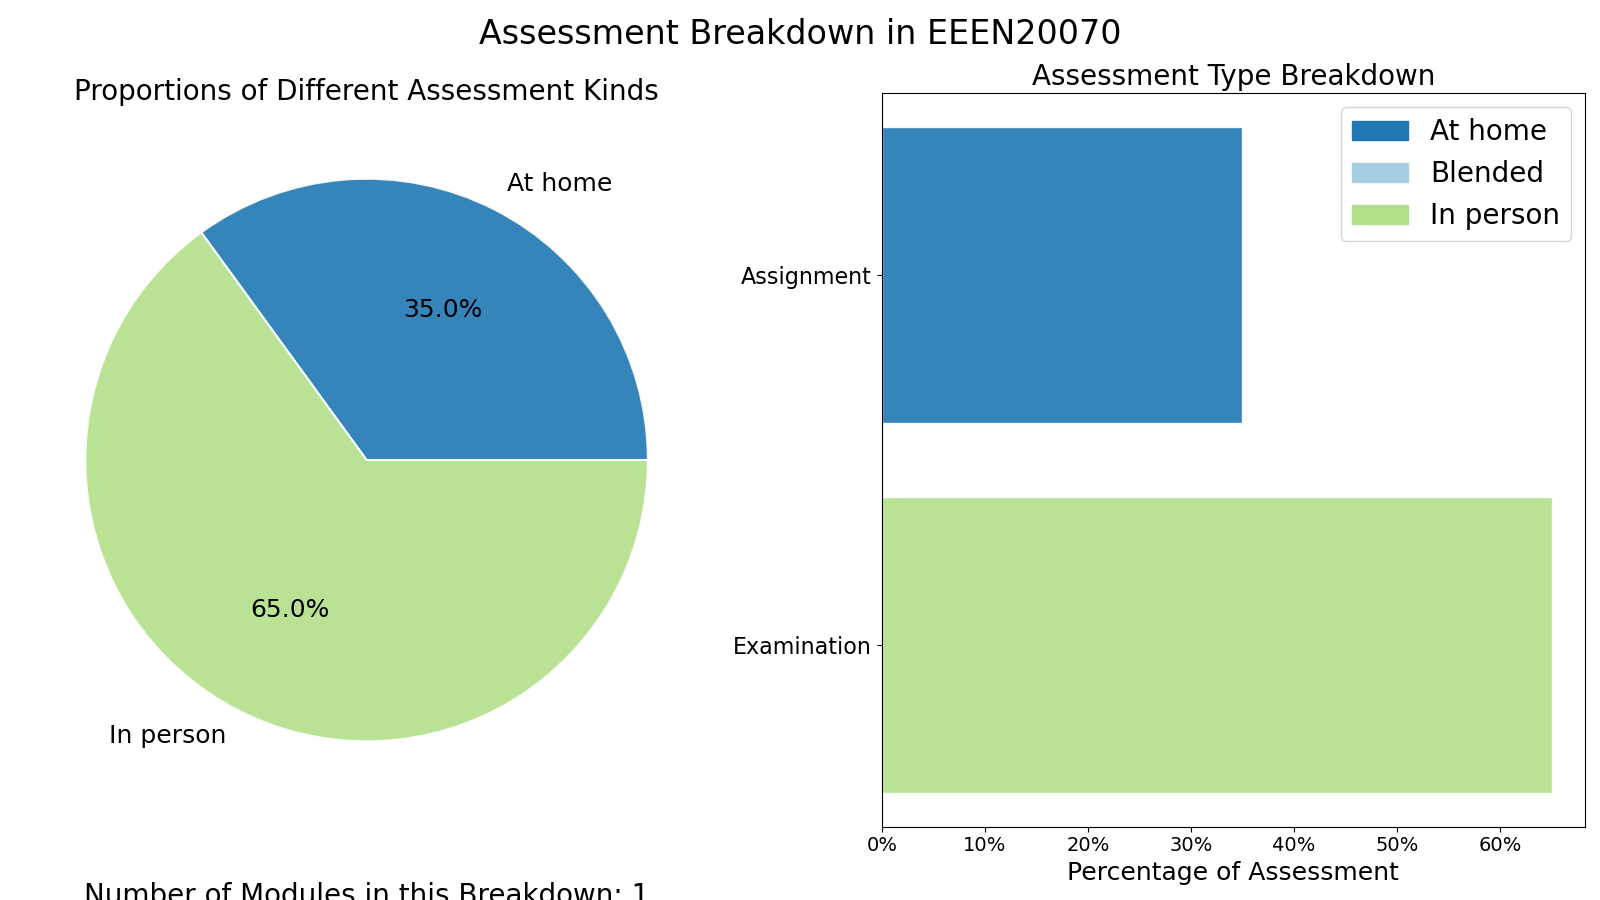 Assessment Breakdown in EEEN20070
Proportions of Different Assessment Kinds
At home
35.0%
65.0%
In person
Number of Modules in this Breakdown: 1
Assessment Type Breakdown
At home
Blended
In person
Assignment
Examination
0% 10% 20% 30% 40% 50% 60%
Percentage of Assessment